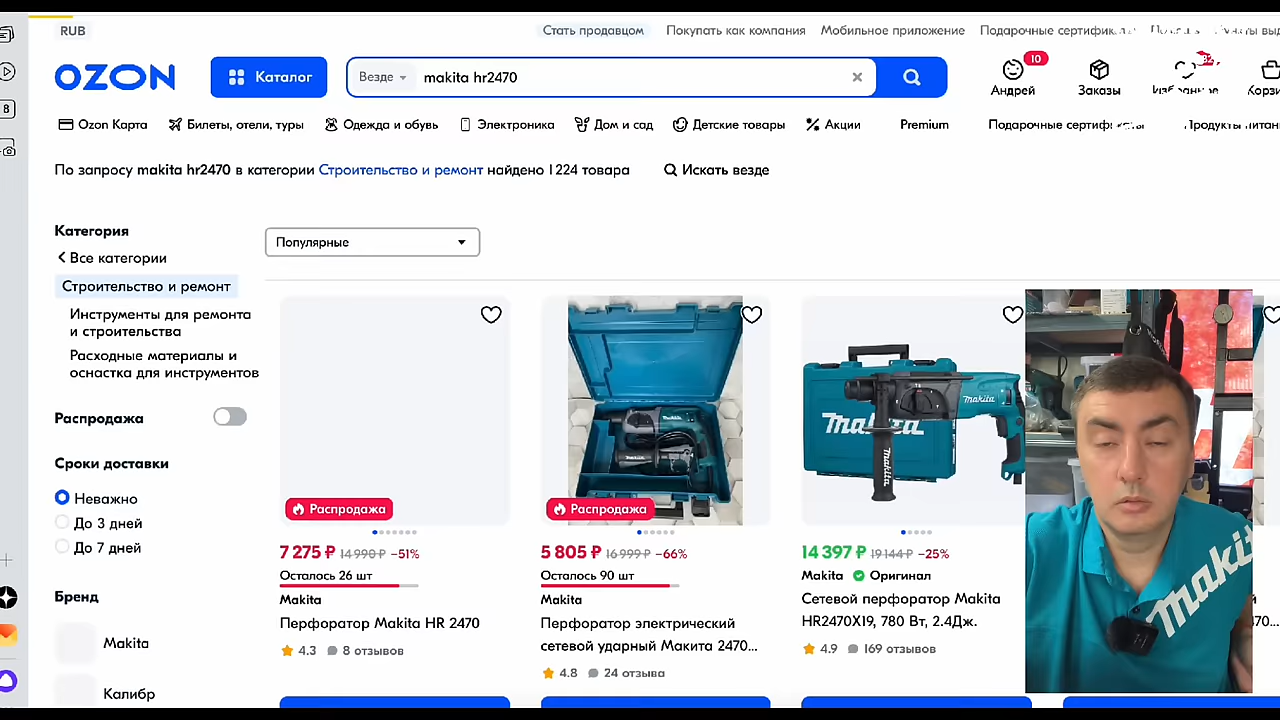 RUB
Стать продавцом
Покупать как компания
Мобильное приложение
Подарочные
OZON
Каталог
Везде
makita hr2470
10
Андрей
Заказы
Ozon Карта
Билеты, отели, туры
Одежда и обувь
Электроника
Дом и сад
Детские товары
Акции
Premium
Подарочные
По запросу makita hr2470 в категории Строительство и ремонт найдено 1 224 товара
Искать везде
Категория
Все категории
Строительство и ремонт
Инструменты для ремонта
и строительства
Расходные материалы и
оснастка для инструментов
Распродажа
Сроки доставки
Неважно
До 3 дней
До 7 дней
Бренд
Makita
Калибр
Популярные
Распродажа
7 275 ₽ 14 990 ₽ −51%
Осталось 26 шт
Makita
Перфоратор Makita HR 2470
4.3 8 отзывов
Распродажа
5 805 ₽ 16 999 ₽ −66%
Осталось 90 шт
Makita
Перфоратор электрический
сетевой ударный Макита 2470...
4.8 24 отзыва
Makita
Makita
Makita
14 397 ₽ 19 144 ₽ −25%
Makita Оригинал
Сетевой перфоратор Makita
HR2470X19, 780 Вт, 2.4Дж.
4.9 169 отзывов
Makita
70...
8